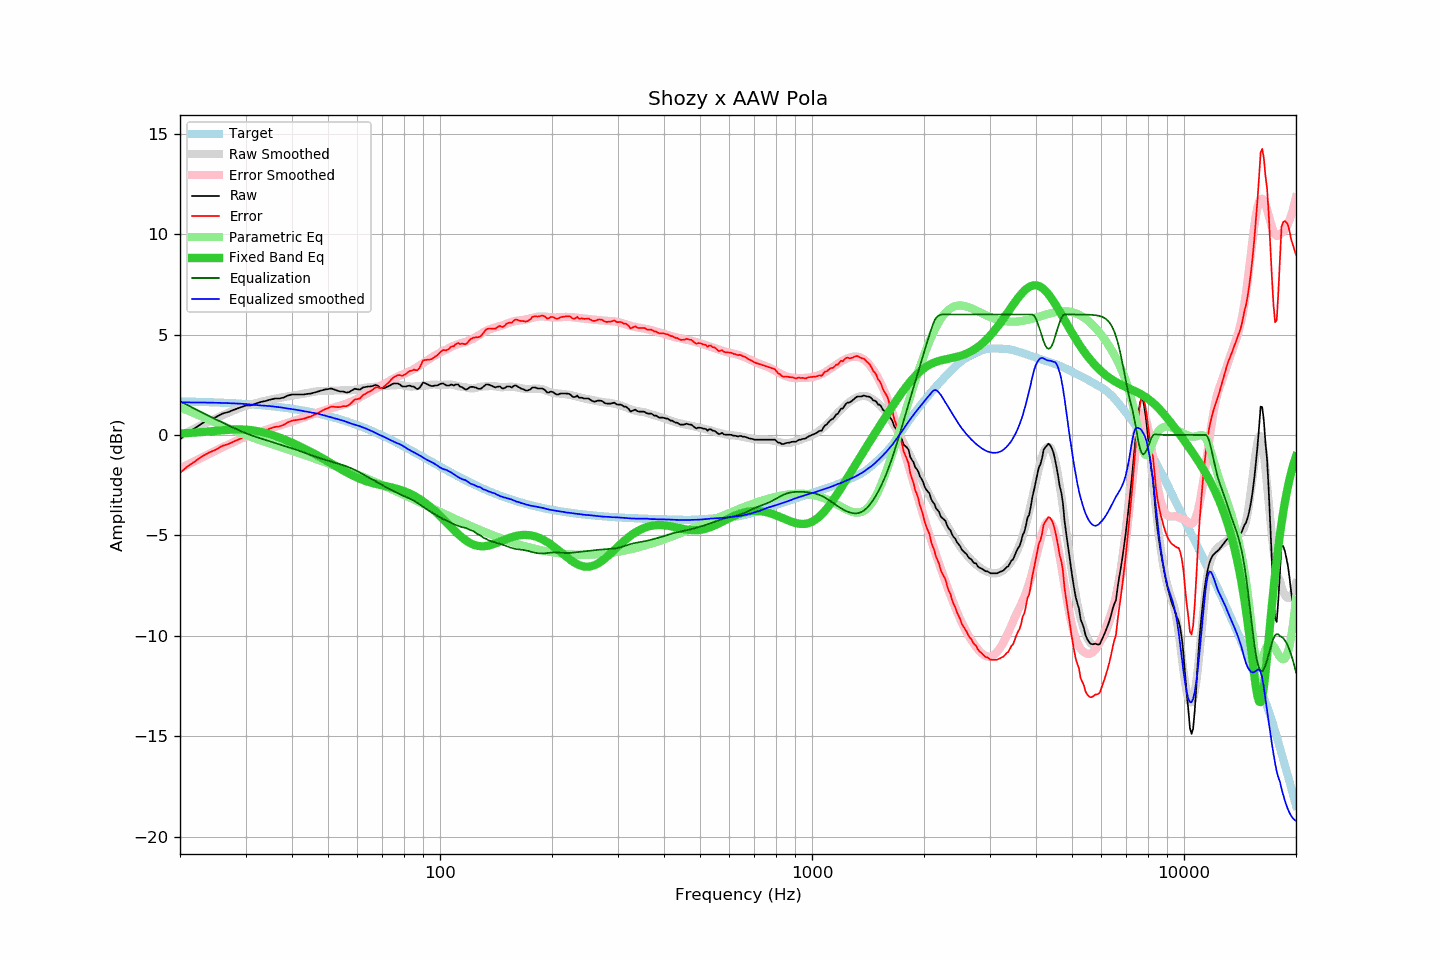 Shozy x AAW Pola
Target
Raw Smoothed
Error Smoothed
Raw
Error
Parametric Eq
Fixed Band Eq
Equalization
Equalized smoothed
15
10
5
0
−5
−10
−15
−20
Amplitude (dBr)
100
1000
10000
Frequency (Hz)